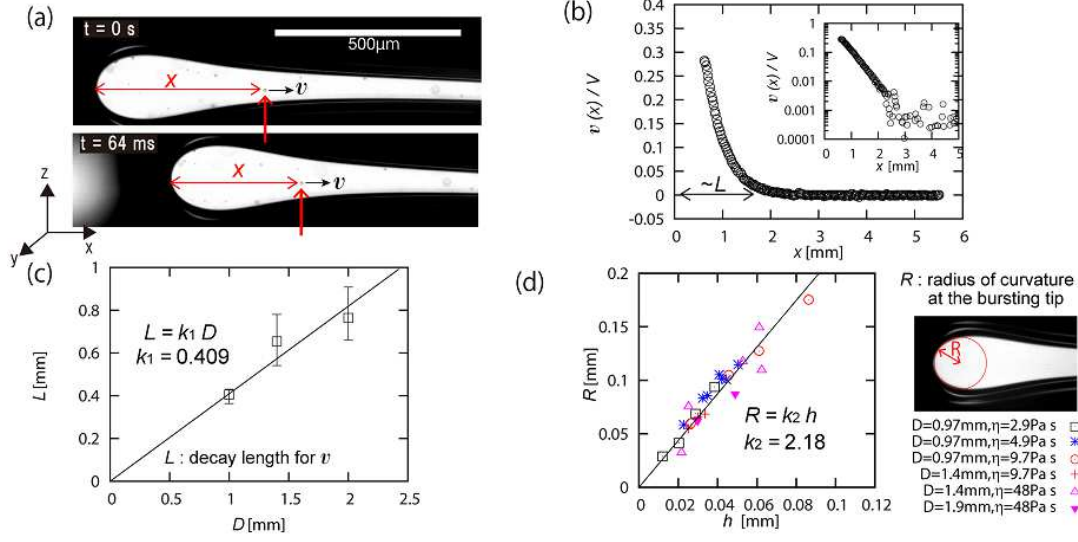 (a)
t = 0 s
500μm
x
v
t = 64 ms
x
v
z
y
x
(b)
v (x) / V
0.4
0.35
0.3
0.25
0.2
0.15
0.1
0.05
0
-0.05
~L
0 1 2 3 4 5 6
x [mm]
v (x) / V
1
0.1
0.01
0.001
0.0001
0 1 2 3 4 5
x [mm]
(c)
L [mm]
1
0.8
0.6
0.4
0.2
0
L = k1 D
k1 = 0.409
L : decay length for v
0 0.5 1 1.5 2 2.5
D [mm]
(d)
R [mm]
0.2
0.15
0.1
0.05
0
R = k2 h
k2 = 2.18
0 0.02 0.04 0.06 0.08 0.1 0.12
h [mm]
R : radius of curvature
at the bursting tip
R
D=0.97mm,η=2.9Pa s
D=0.97mm,η=4.9Pa s
D=0.97mm,η=9.7Pa s
D=1.4mm,η=9.7Pa s
D=1.4mm,η=48Pa s
D=1.9mm,η=48Pa s